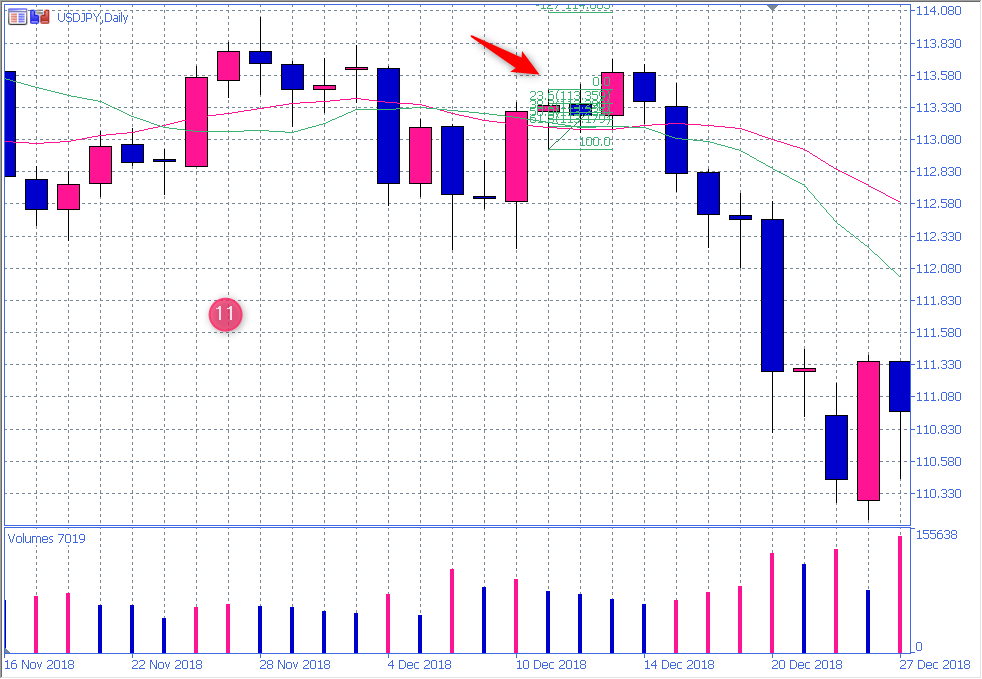 USDJPY,Daily
-127 114.005
114.080
113.830
113.580
113.330
113.080
112.830
112.580
112.330
112.080
111.830
111.580
111.330
111.080
110.830
110.580
110.330
0.0
23.6(113.359)
100.0
11
Volumes 7019
155638
0
16 Nov 2018
22 Nov 2018
28 Nov 2018
4 Dec 2018
10 Dec 2018
14 Dec 2018
20 Dec 2018
27 Dec 2018